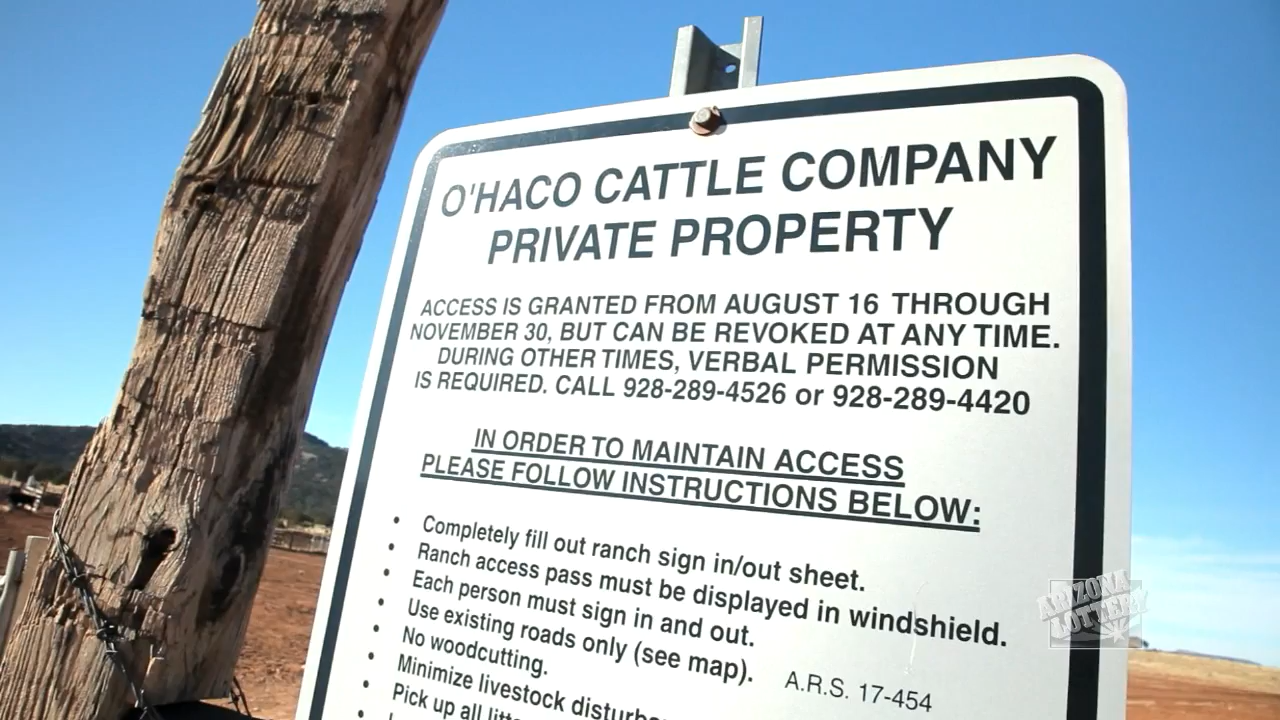 O'HACO CATTLE COMPANY
PRIVATE PROPERTY
ACCESS IS GRANTED FROM AUGUST 16 THROUGH
NOVEMBER 30, BUT CAN BE REVOKED AT ANY TIME.
DURING OTHER TIMES, VERBAL PERMISSION
IS REQUIRED. CALL 928-289-4526 or 928-289-4420
IN ORDER TO MAINTAIN ACCESS
PLEASE FOLLOW INSTRUCTIONS BELOW:
• Completely fill out ranch sign in/out sheet.
• Ranch access pass must be displayed in windshield.
• Each person must sign in and out.
• Use existing roads only (see map).
• No woodcutting.
A.R.S. 17-454
• Minimize livestock
• Pick up all
ARIZONA
LOTTERY